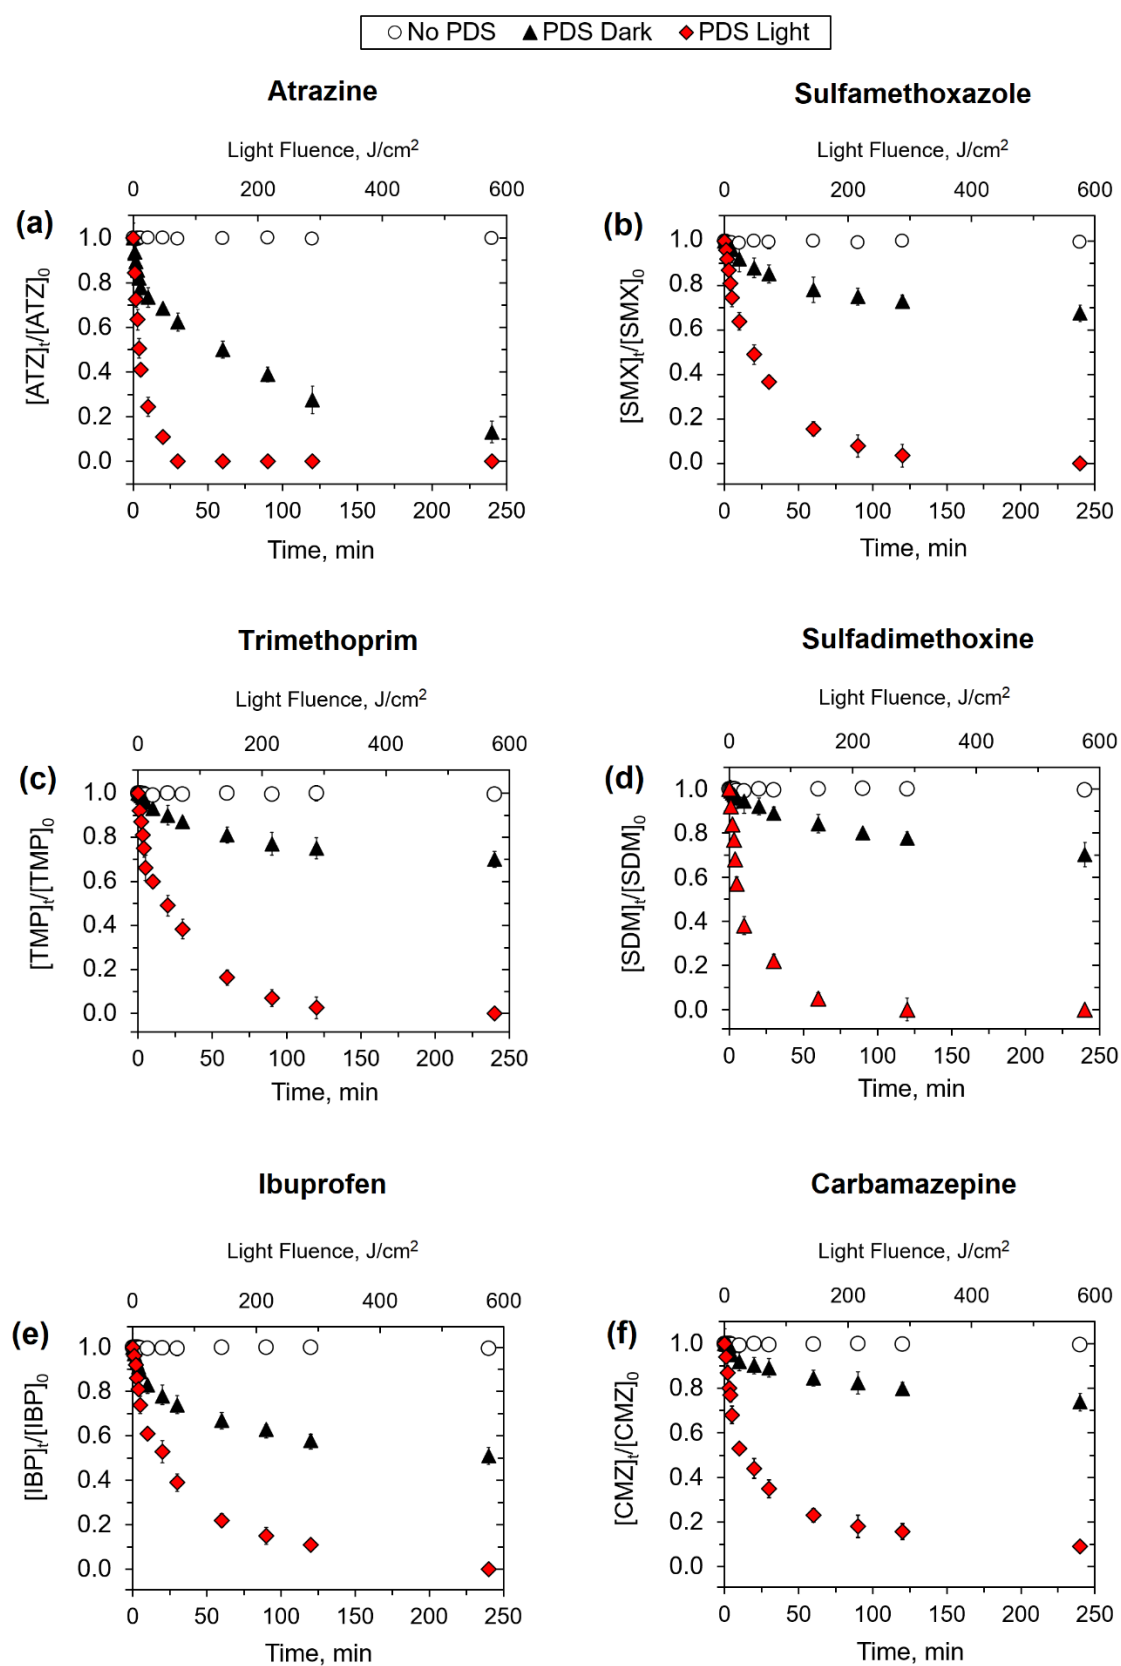 No PDS PDS Dark PDS Light
Atrazine
Light Fluence, J/cm²
0 200 400 600
(a)
[ATZ]ₜ/[ATZ]₀
1.0
0.8
0.6
0.4
0.2
0.0
0 50 100 150 200 250
Time, min
Sulfamethoxazole
Light Fluence, J/cm²
0 200 400 600
(b)
[SMX]ₜ/[SMX]₀
1.0
0.8
0.6
0.4
0.2
0.0
0 50 100 150 200 250
Time, min
Trimethoprim
Light Fluence, J/cm²
0 200 400 600
(c)
[TMP]ₜ/[TMP]₀
1.0
0.8
0.6
0.4
0.2
0.0
0 50 100 150 200 250
Time, min
Sulfadimethoxine
Light Fluence, J/cm²
0 200 400 600
(d)
[SDM]ₜ/[SDM]₀
1.0
0.8
0.6
0.4
0.2
0.0
0 50 100 150 200 250
Time, min
Ibuprofen
Light Fluence, J/cm²
0 200 400 600
(e)
[IBP]ₜ/[IBP]₀
1.0
0.8
0.6
0.4
0.2
0.0
0 50 100 150 200 250
Time, min
Carbamazepine
Light Fluence, J/cm²
0 200 400 600
(f)
[CMZ]ₜ/[CMZ]₀
1.0
0.8
0.6
0.4
0.2
0.0
0 50 100 150 200 250
Time, min